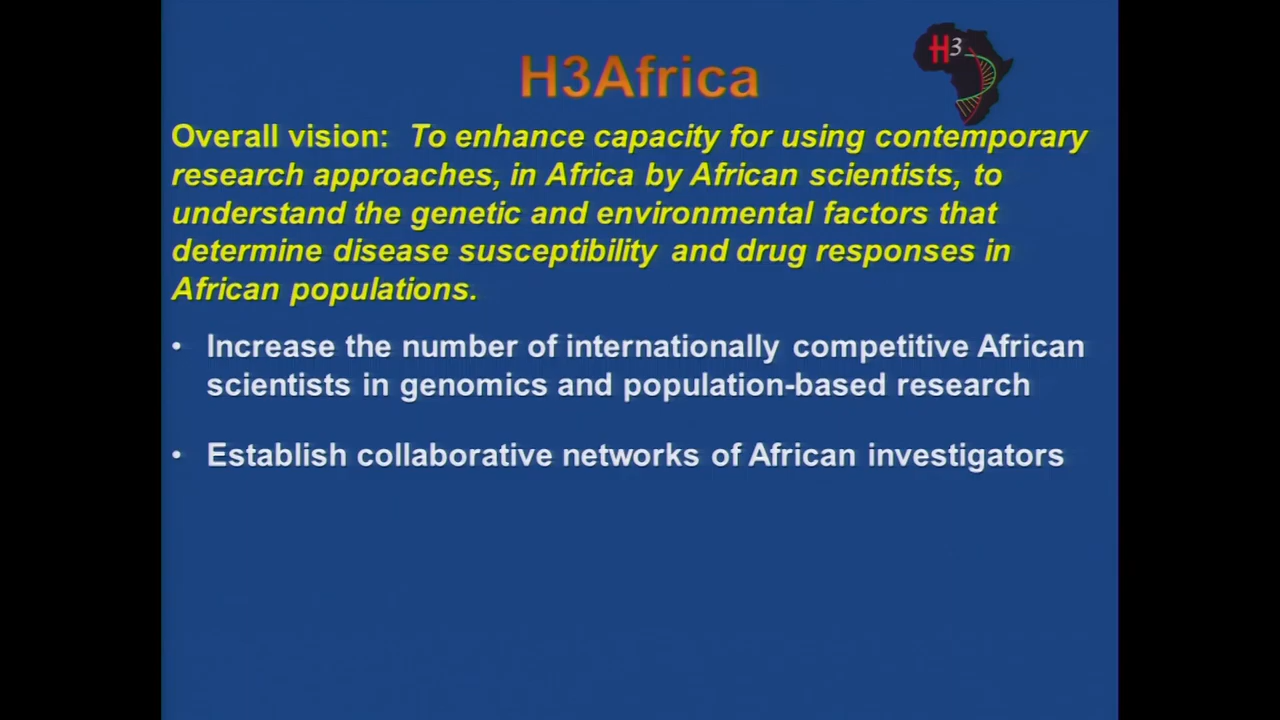 H3
H3Africa
Overall vision: To enhance capacity for using contemporary
research approaches, in Africa by African scientists, to
understand the genetic and environmental factors that
determine disease susceptibility and drug responses in
African populations.
• Increase the number of internationally competitive African
scientists in genomics and population-based research
• Establish collaborative networks of African investigators